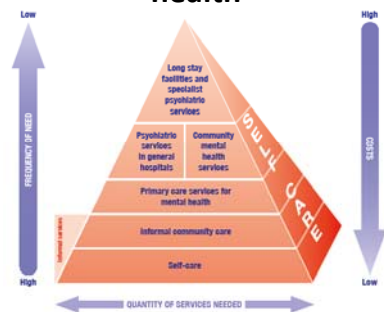 health
Low
High
Long stay
facilities and
specialist
psychiatric
services
Psychiatric
services
in general
hospitals
Community
mental
health
services
Primary care services for
mental health
Informal community care
Self-care
SELF CARE
Informal services
FREQUENCY OF NEED
COSTS
High
Low
QUANTITY OF SERVICES NEEDED